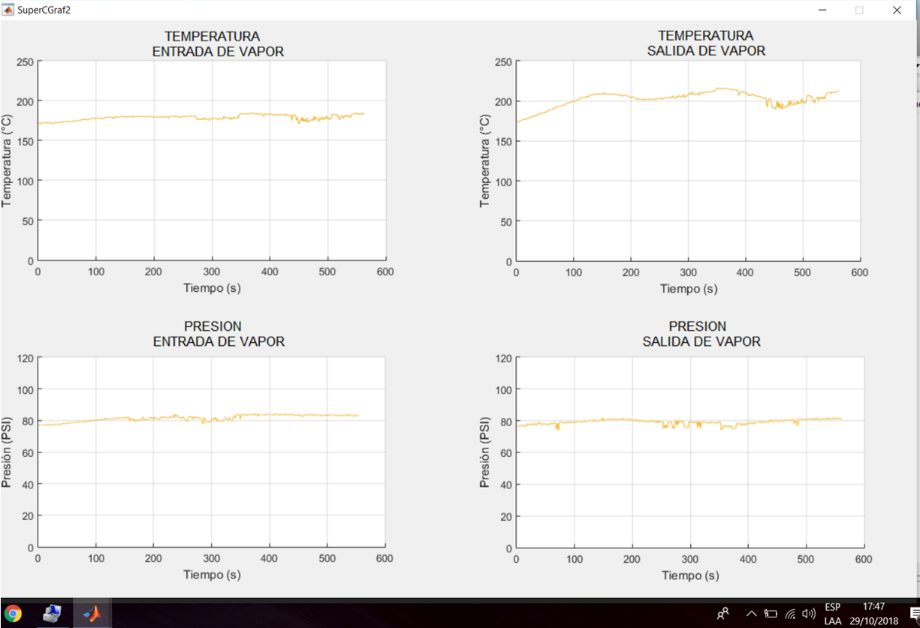 SuperCGraf2
TEMPERATURA
ENTRADA DE VAPOR
250
200
150
100
50
0
0 100 200 300 400 500 600
Temperatura (°C)
Tiempo (s)
TEMPERATURA
SALIDA DE VAPOR
250
200
150
100
50
0
0 100 200 300 400 500 600
Temperatura (°C)
Tiempo (s)
PRESION
ENTRADA DE VAPOR
120
100
80
60
40
20
0
0 100 200 300 400 500 600
Presión (PSI)
Tiempo (s)
PRESION
SALIDA DE VAPOR
120
100
80
60
40
20
0
0 100 200 300 400 500 600
Presión (PSI)
Tiempo (s)
ESP 17:47
LAA 29/10/2018